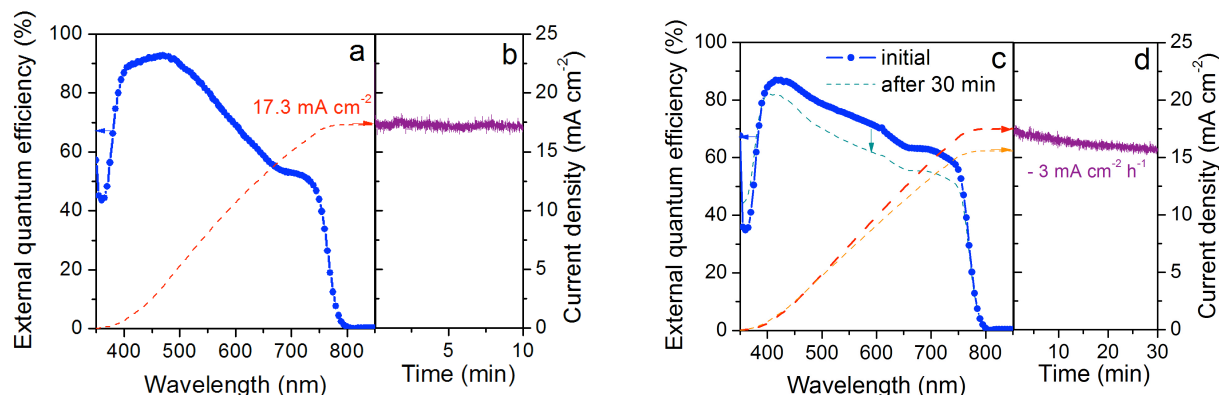 External quantum efficiency (%)
100
80
60
40
20
0
400 500 600 700 800
Wavelength (nm)
a
17.3 mA cm-2
b
5 10
Time (min)
25
20
15
10
5
0
Current density (mA cm-2)
External quantum efficiency (%)
100
80
60
40
20
0
400 500 600 700 800
Wavelength (nm)
c
initial
after 30 min
d
- 3 mA cm-2 h-1
10 20 30
Time (min)
25
20
15
10
5
0
Current density (mA cm-2)